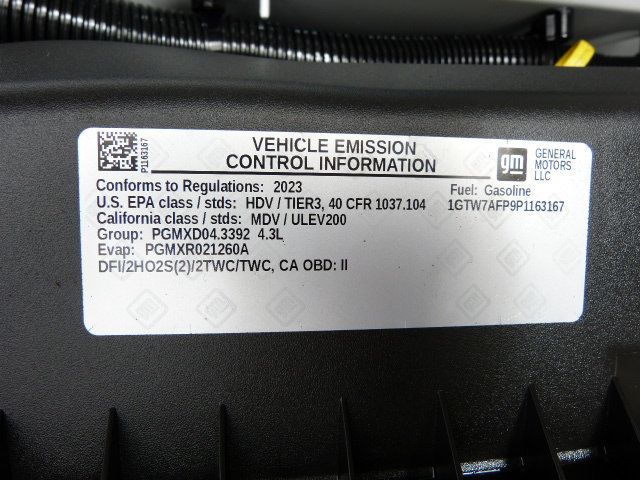 P1163167
VEHICLE EMISSION
CONTROL INFORMATION
gm
GENERAL
MOTORS
LLC
Conforms to Regulations: 2023
Fuel: Gasoline
U.S. EPA class / stds: HDV / TIER3, 40 CFR 1037.104
1GTW7AFP9P1163167
California class / stds: MDV / ULEV200
Group: PGMXD04.3392 4.3L
Evap: PGMXR021260A
DFI/2HO2S(2)/2TWC/TWC, CA OBD: II